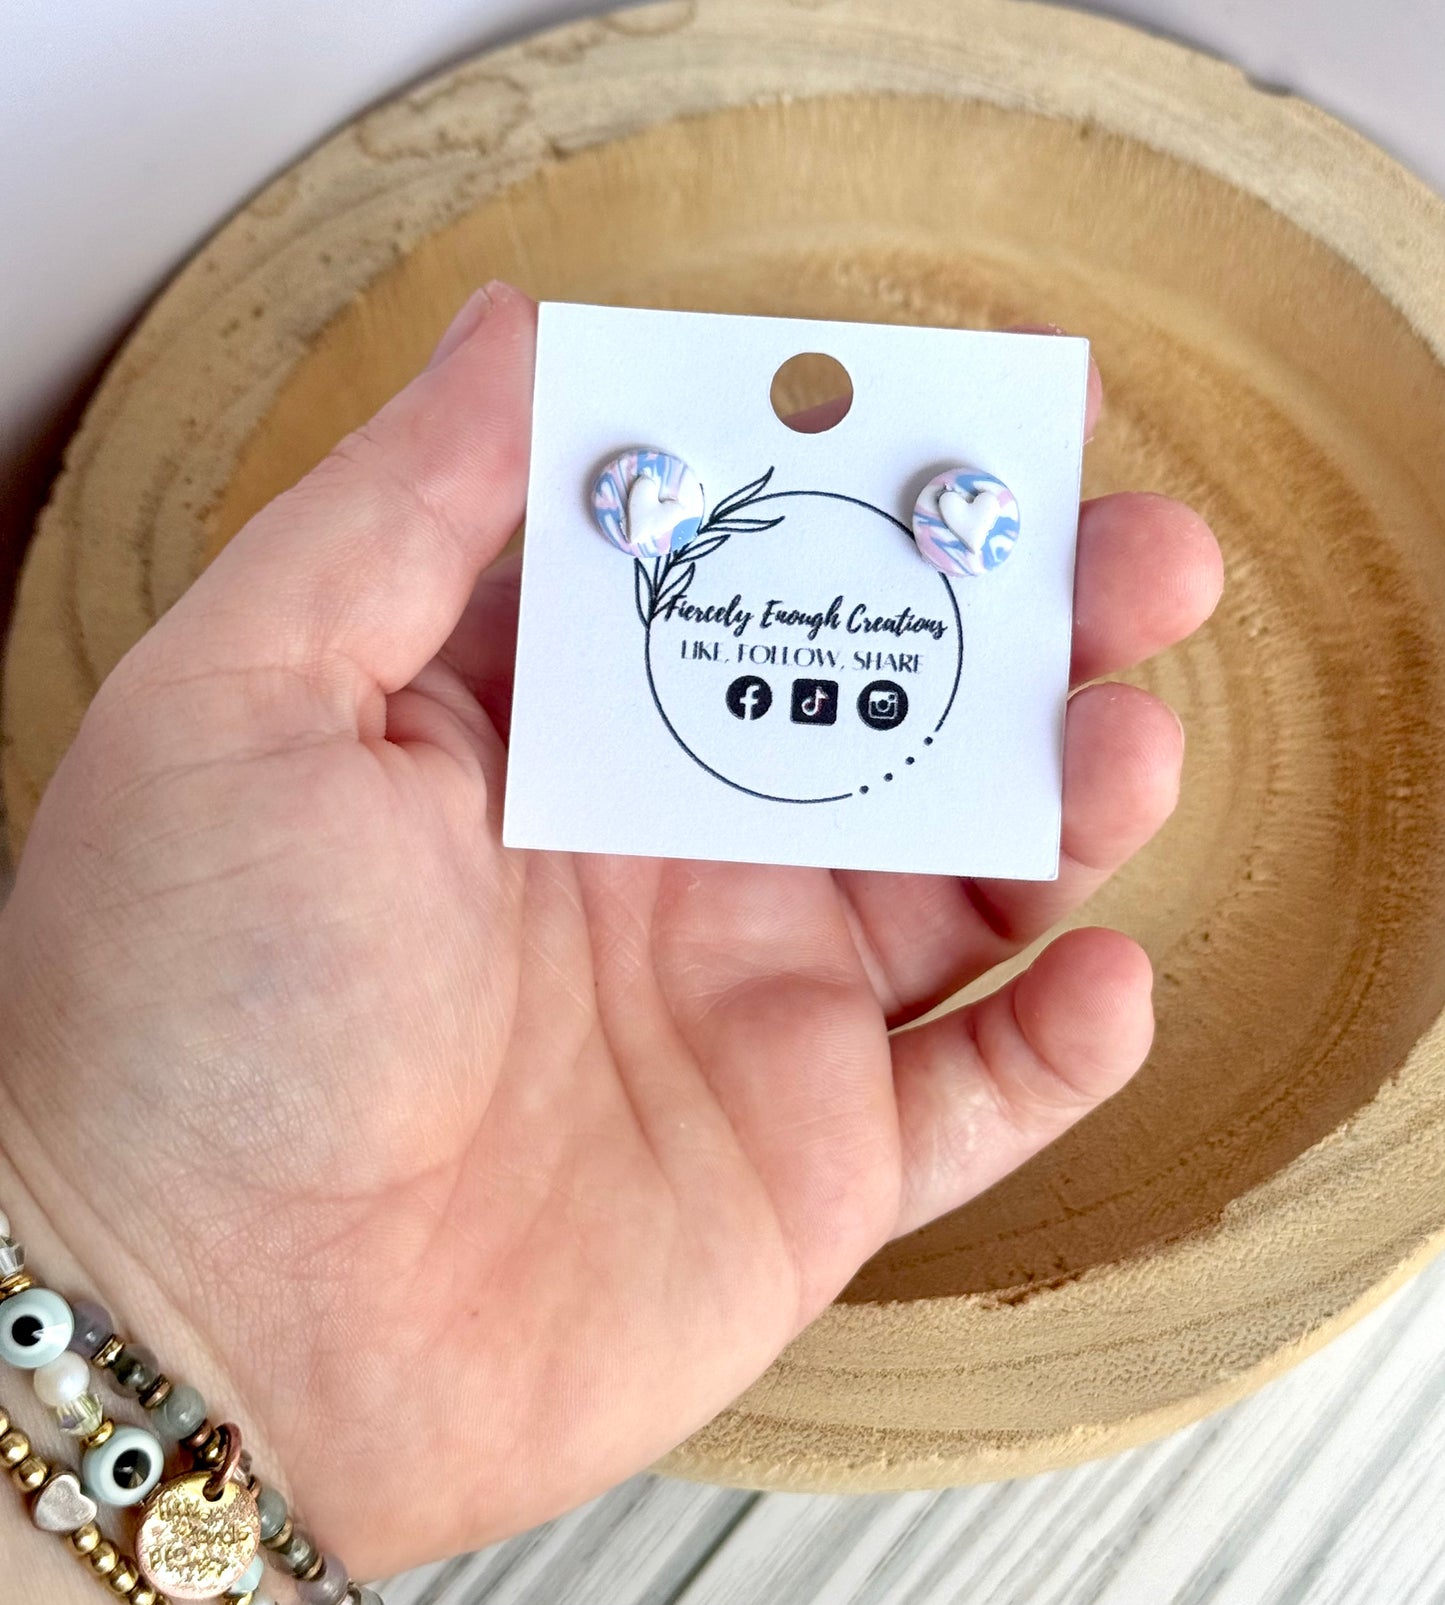 Fiercely Enough Creations
LIKE, FOLLOW, SHARE